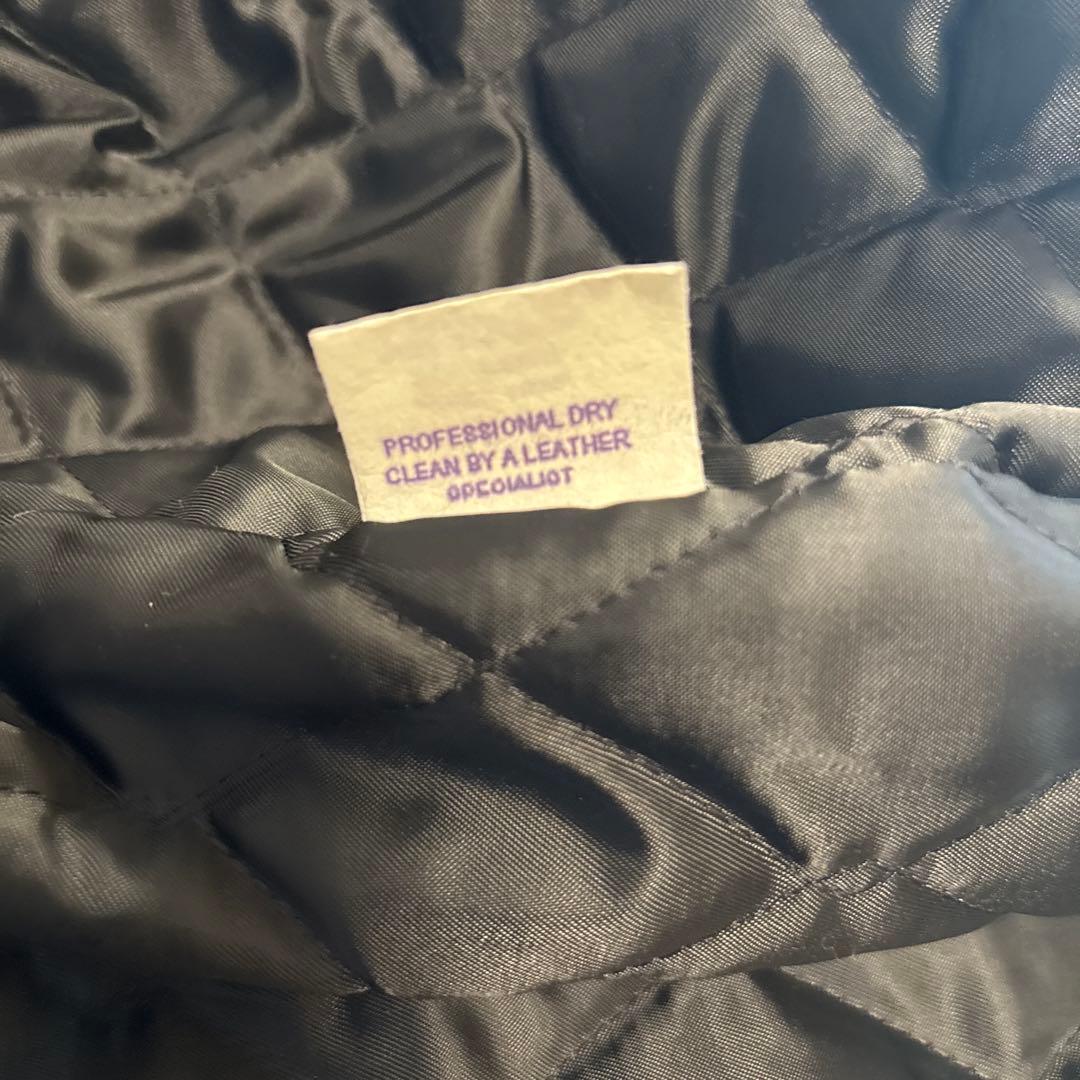 PROFESSIONAL DRY
CLEAN BY A LEATHER
SPECIALIST